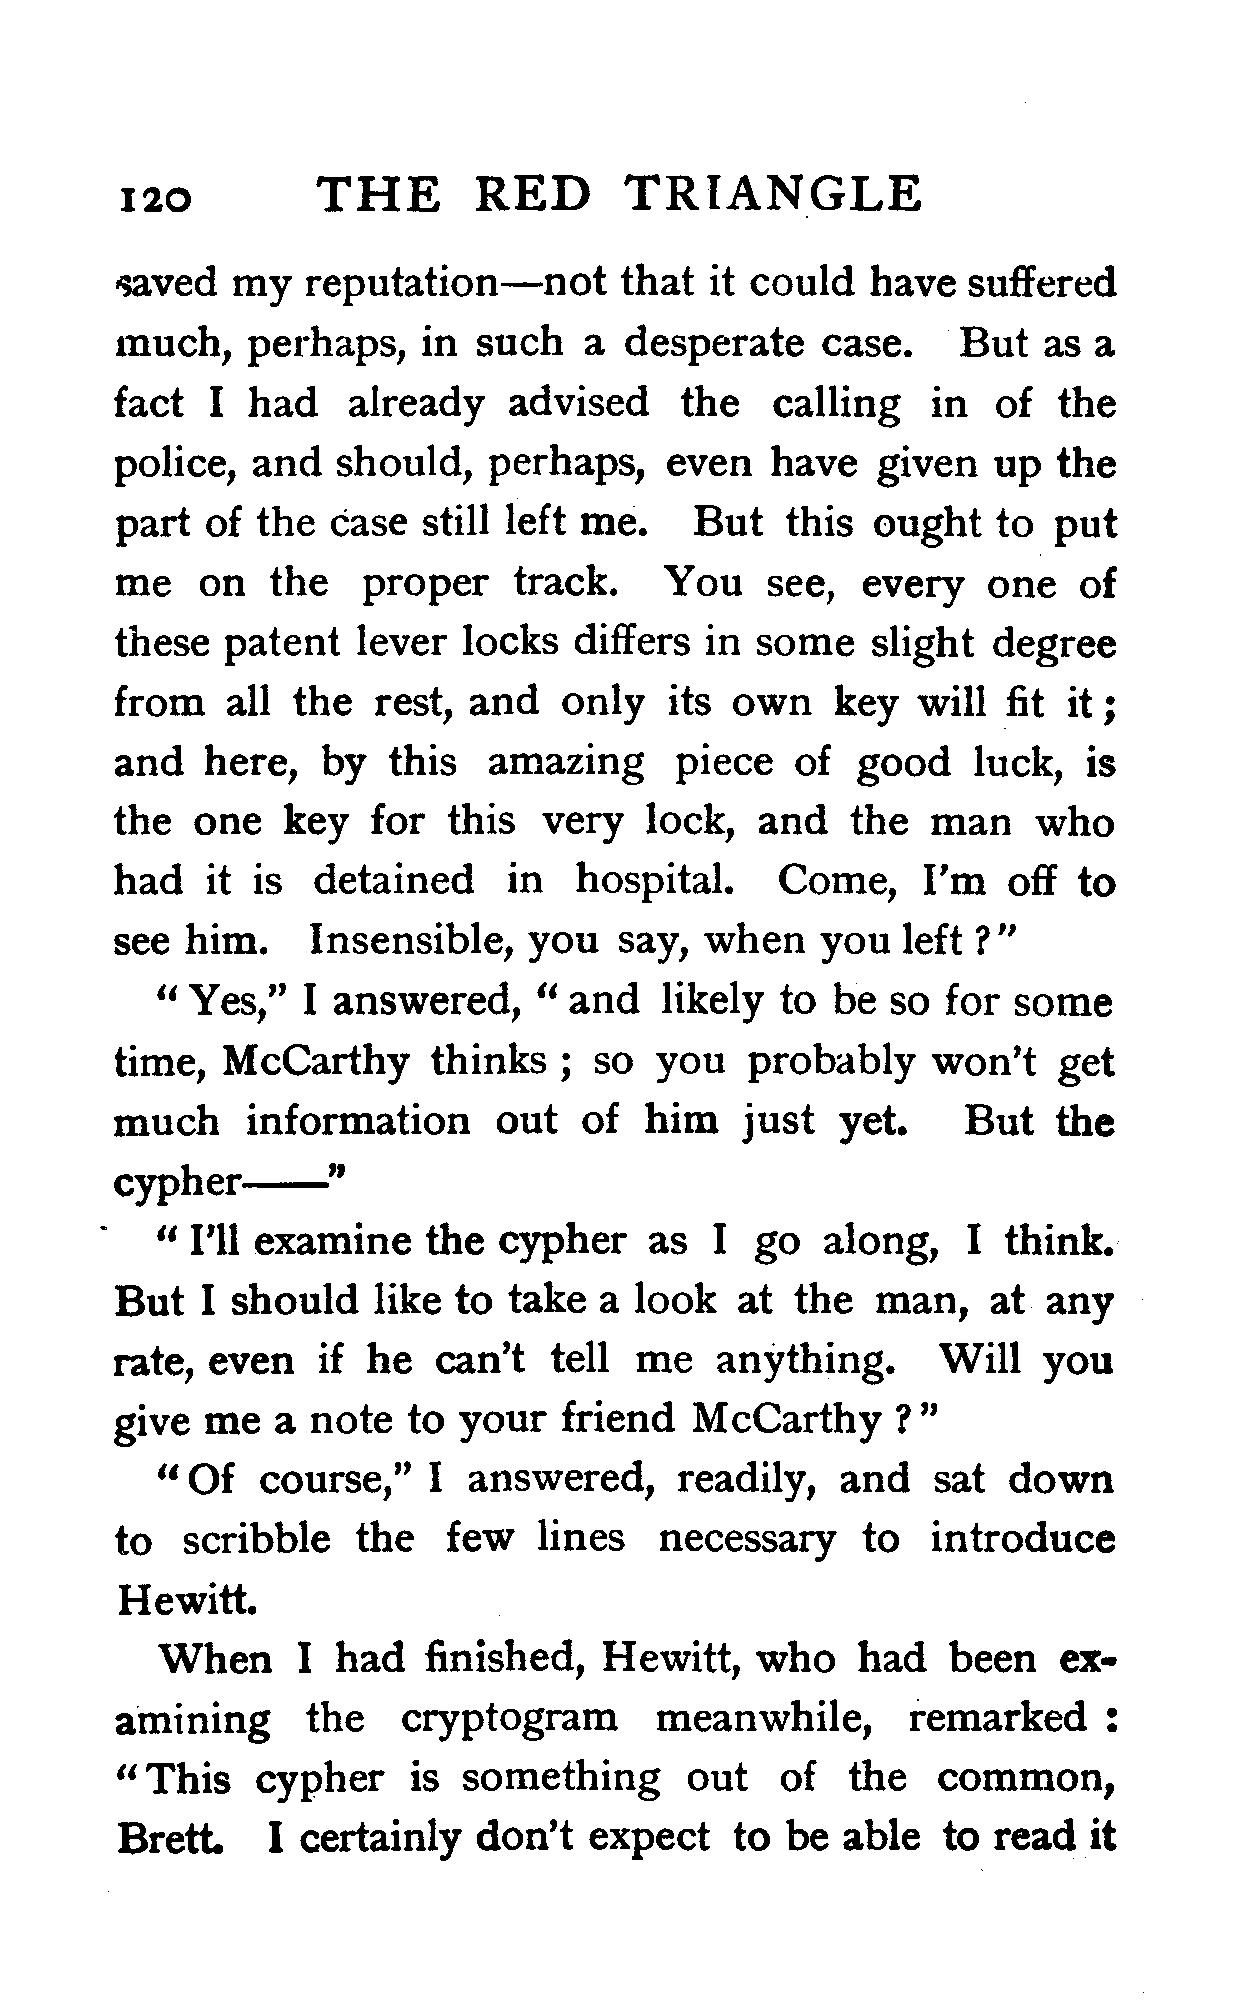 120 THE RED TRIANGLE
saved my reputation—not that it could have suffered
much, perhaps, in such a desperate case. But as a
fact I had already advised the calling in of the
police, and should, perhaps, even have given up the
part of the case still left me. But this ought to put
me on the proper track. You see, every one of
these patent lever locks differs in some slight degree
from all the rest, and only its own key will fit it ;
and here, by this amazing piece of good luck, is
the one key for this very lock, and the man who
had it is detained in hospital. Come, I'm off to
see him. Insensible, you say, when you left ? "
" Yes," I answered, " and likely to be so for some
time, McCarthy thinks ; so you probably won't get
much information out of him just yet. But the
cypher——"
" I'll examine the cypher as I go along, I think.
But I should like to take a look at the man, at any
rate, even if he can't tell me anything. Will you
give me a note to your friend McCarthy ? "
" Of course," I answered, readily, and sat down
to scribble the few lines necessary to introduce
Hewitt.
When I had finished, Hewitt, who had been ex-
amining the cryptogram meanwhile, remarked :
" This cypher is something out of the common,
Brett. I certainly don't expect to be able to read it